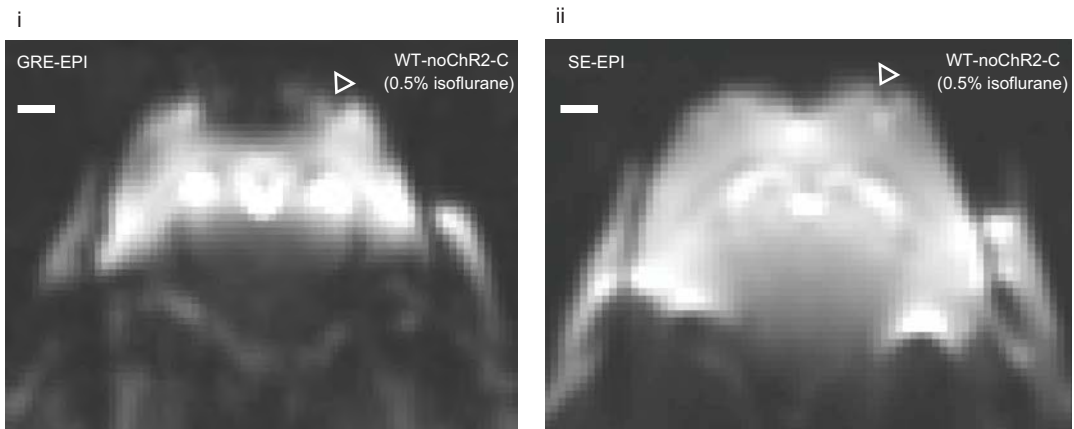 i
GRE-EPI
WT-noChR2-C
(0.5% isoflurane)
ii
SE-EPI
WT-noChR2-C
(0.5% isoflurane)